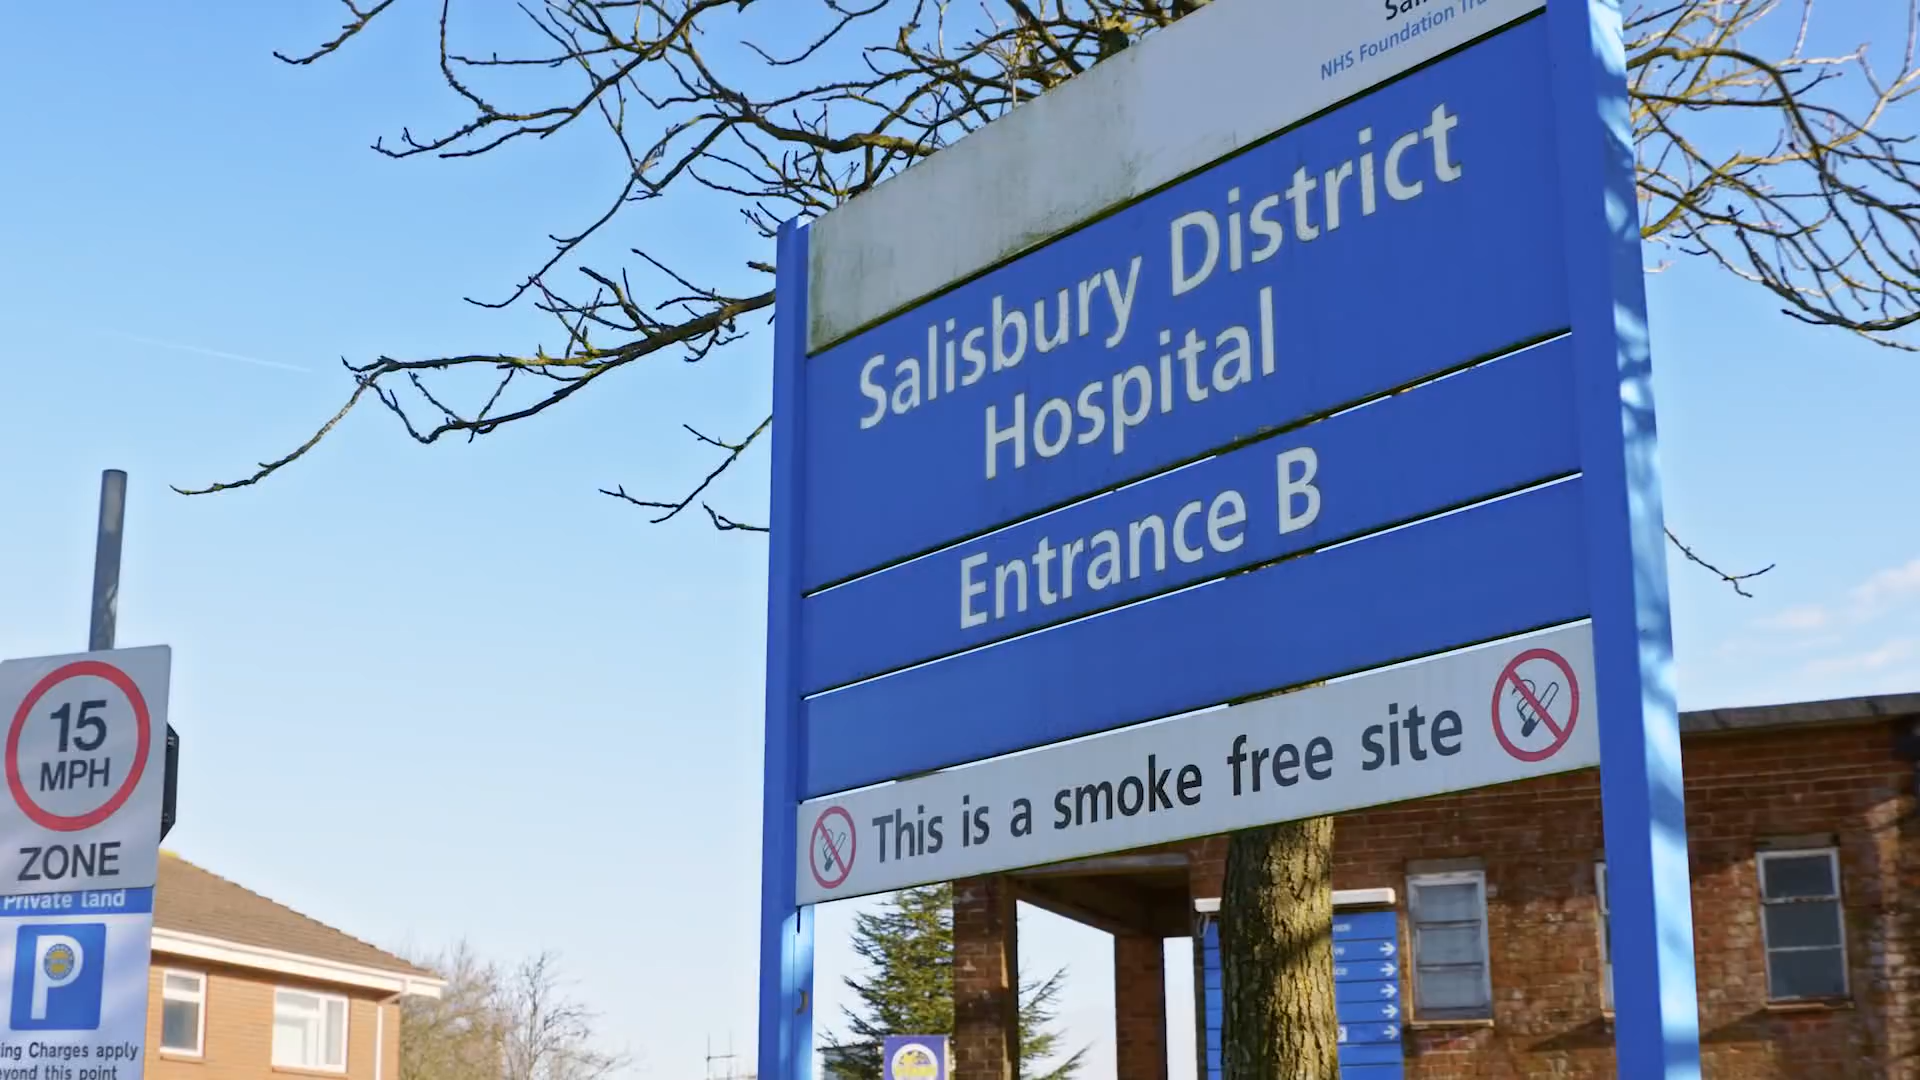 NHS Foundation
Salisbury District
Hospital
Entrance B
This is a smoke free site
15
MPH
ZONE
Private land
P
Charges apply
this point